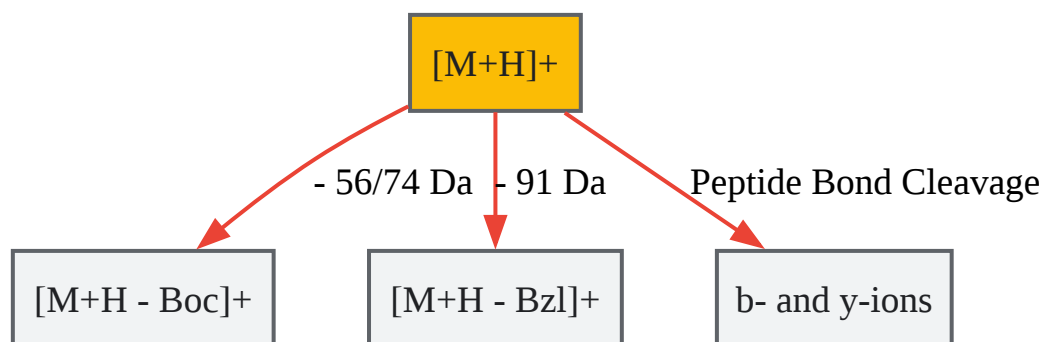 [M+H]+
- 56/74 Da
- 91 Da
Peptide Bond Cleavage
[M+H - Boc]+
[M+H - Bzl]+
b- and y-ions